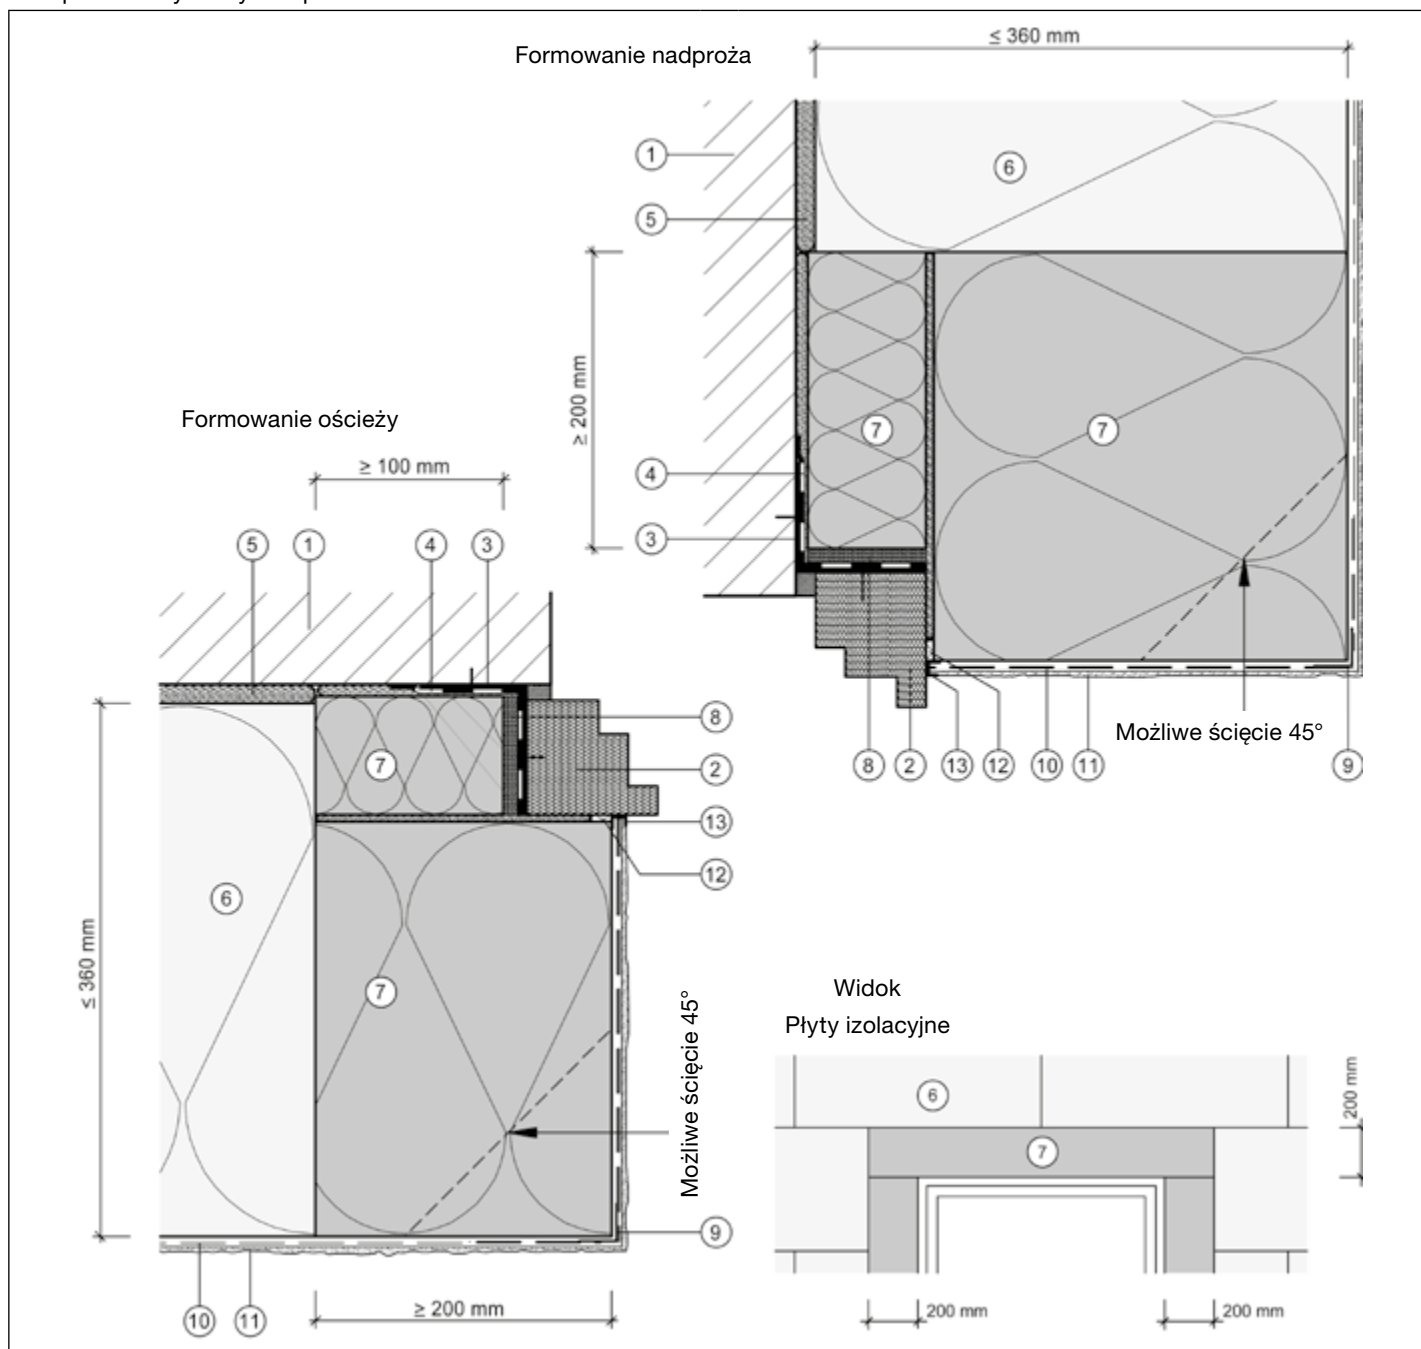 Formowanie nadproża
≤ 360 mm
1
6
5
≥ 200 mm
7
7
4
3
Możliwe ścięcie 45°
8
2
13
12
10
11
9
Formowanie ościeży
≥ 100 mm
5
1
4
3
8
7
2
13
12
6
≤ 360 mm
7
Możliwe ścięcie 45°
9
10
11
≥ 200 mm
Widok
Płyty izolacyjne
6
200 mm
7
200 mm
200 mm